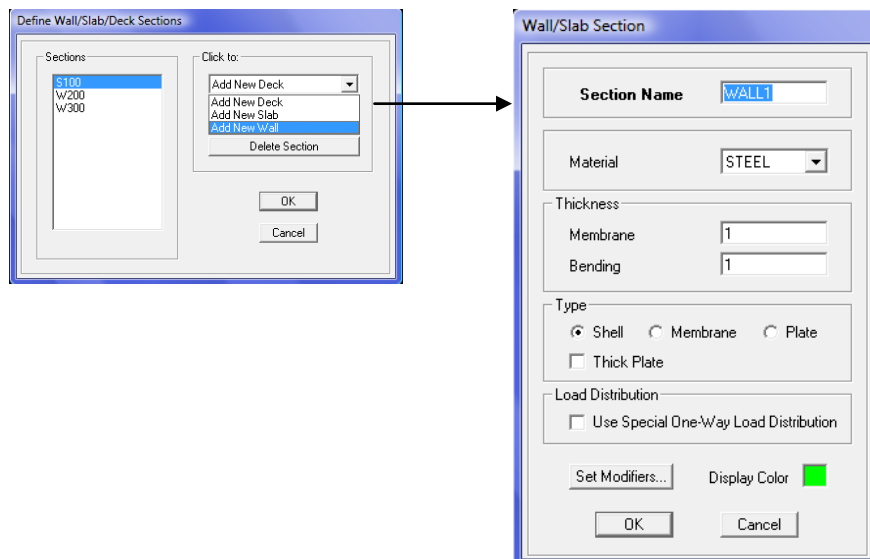 Define Wall/Slab/Deck Sections
Sections
S100
W200
W300
Click to:
Add New Deck
Add New Deck
Add New Slab
Add New Wall
Delete Section
OK
Cancel
Wall/Slab Section
Section Name WALL1
Material STEEL
Thickness
Membrane 1
Bending 1
Type
Shell Membrane Plate
Thick Plate
Load Distribution
Use Special One-Way Load Distribution
Set Modifiers... Display Color
OK Cancel